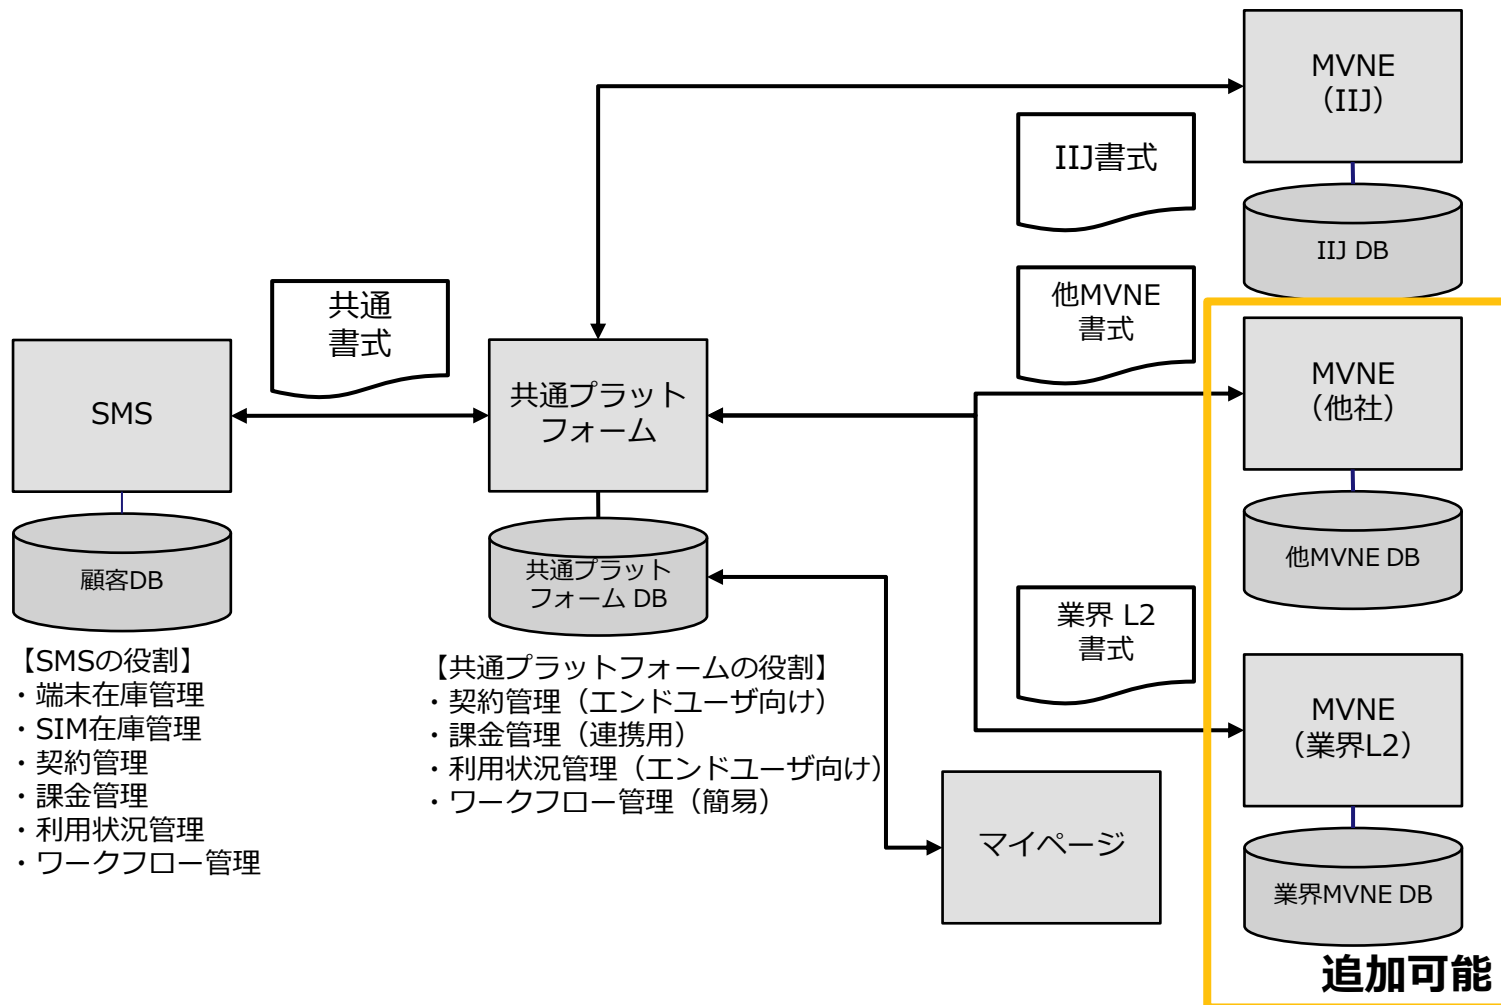 MVNE
（IIJ）
IIJ書式
IIJ DB
他MVNE
書式
共通
書式
MVNE
（他社）
SMS
共通プラット
フォーム
他MVNE DB
顧客DB
共通プラット
フォーム DB
業界 L2
書式
MVNE
（業界L2）
【SMSの役割】
・端末在庫管理
・SIM在庫管理
・契約管理
・課金管理
・利用状況管理
・ワークフロー管理
【共通プラットフォームの役割】
・契約管理（エンドユーザ向け）
・課金管理（連携用）
・利用状況管理（エンドユーザ向け）
・ワークフロー管理（簡易）
マイページ
業界MVNE DB
追加可能